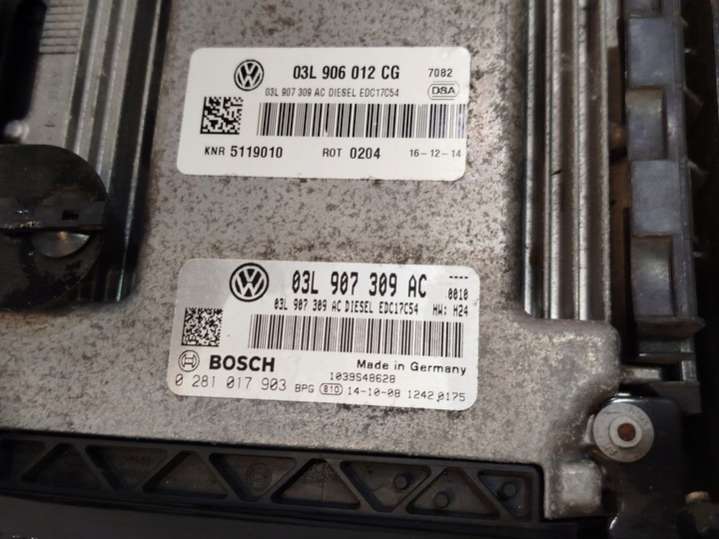 03L 906 012 CG 7082
03L 907 309 AC DIESEL EDC17C54 DSA
KNR 5119010 ROT 0204 16-12-14
03L 907 309 AC ----
03L 907 309 AC DIESEL EDC17C54 0010
HW: H24
BOSCH Made in Germany
1039S48628
0 281 017 903 BPG 810 14-10-08 1242 0175